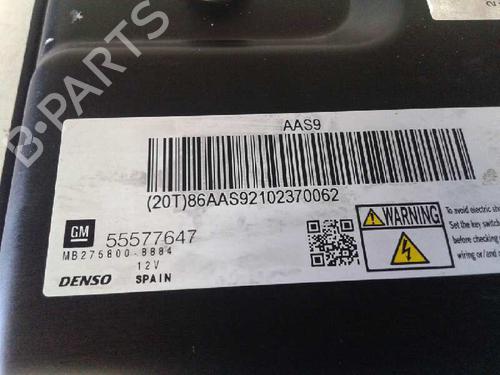 B-PARTS
AAS9
(20T)86AAS92102370062
GM 55577647
MB275800-8884
12V
DENSO SPAIN
WARNING
To avoid electric
Set the key switch
before checking
wiring or/and